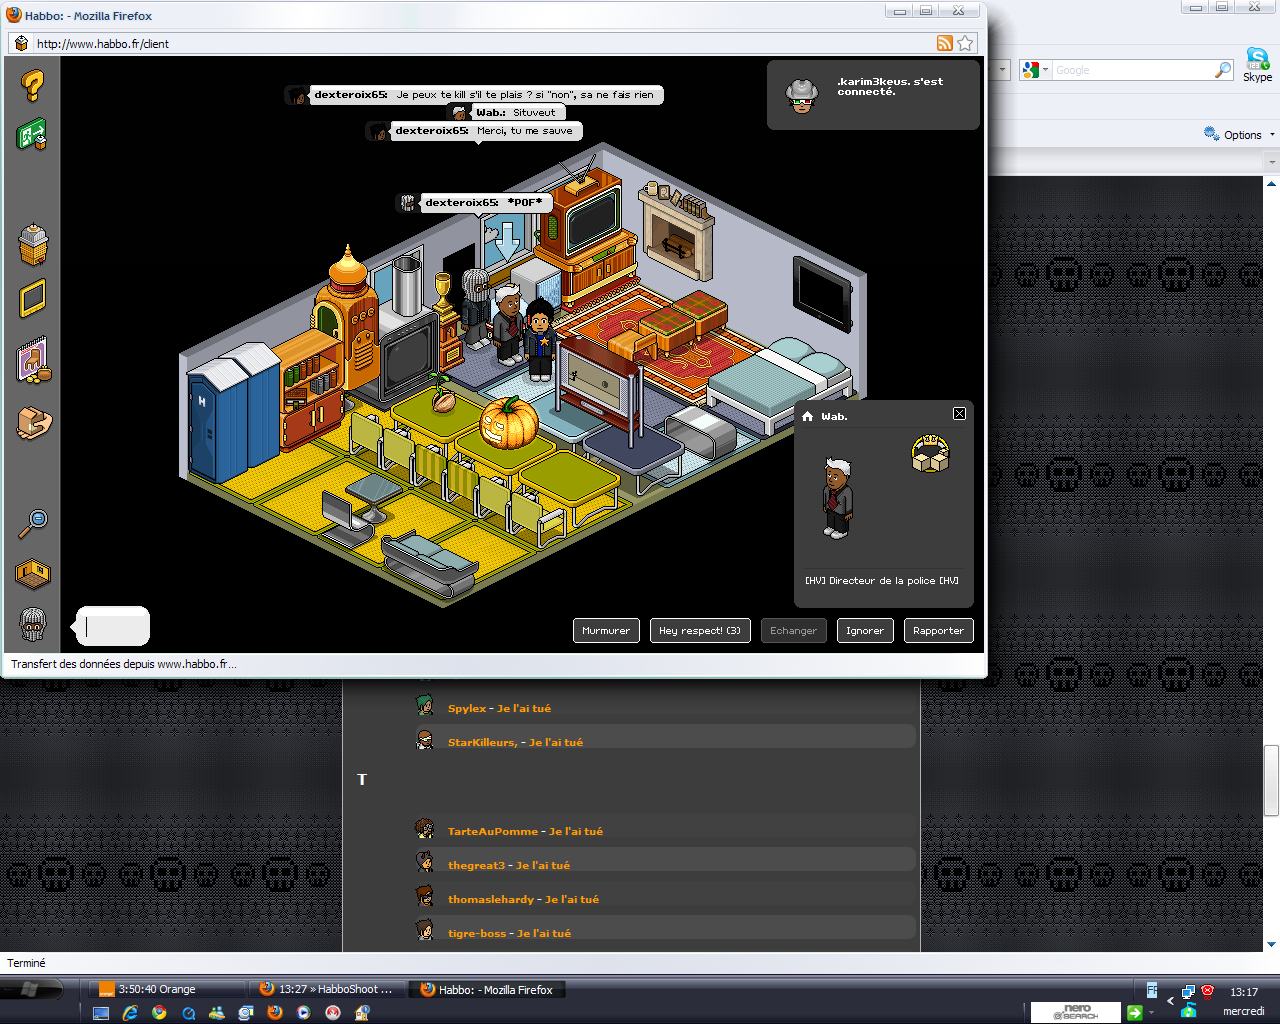 Habbo: - Mozilla Firefox
http://www.habbo.fr/client
Google
Skype
Options
.karim3keus. s'est
connecté.
dexteroix65: Je peux te kill s'il te plais ? si "non", sa ne fais rien
Wab.: Situveut
dexteroix65: Merci, tu me sauve
dexteroix65: *POF*
H
Wab.
[HV] Directeur de la police [HV]
Murmurer
Hey respect! (3)
Echanger
Ignorer
Rapporter
Transfert des données depuis www.habbo.fr...
Spylex - Je l'ai tué
StarKilleurs, - Je l'ai tué
T
TarteAuPomme - Je l'ai tué
thegreat3 - Je l'ai tué
thomaslehardy - Je l'ai tué
tigre-boss - Je l'ai tué
Terminé
3:50:40 Orange
13:27 » HabboShoot ...
Habbo: - Mozilla Firefox
FR
13:17
nero
SEARCH
mercredi